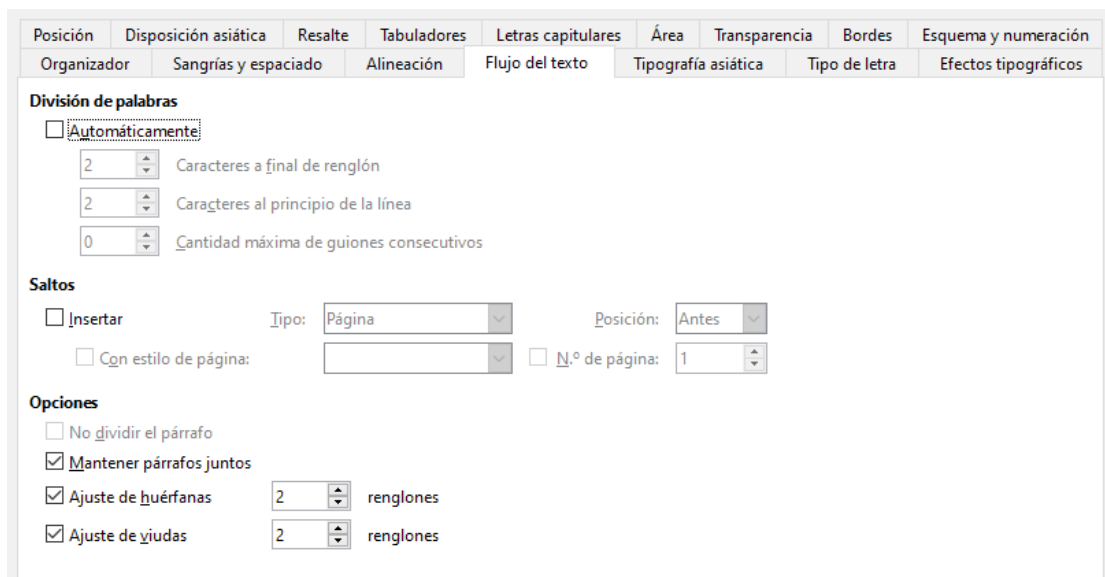 Posición Disposición asiática Resalte Tabuladores Letras capitulares Área Transparencia Bordes Esquema y numeración
Organizador Sangrías y espaciado Alineación Flujo del texto Tipografía asiática Tipo de letra Efectos tipográficos
División de palabras
Automáticamente
2 Caracteres a final de renglón
2 Caracteres al principio de la línea
0 Cantidad máxima de guiones consecutivos
Saltos
Insertar Tipo: Página Posición: Antes
Con estilo de página: N.º de página: 1
Opciones
No dividir el párrafo
Mantener párrafos juntos
Ajuste de huérfanas 2 renglones
Ajuste de viudas 2 renglones